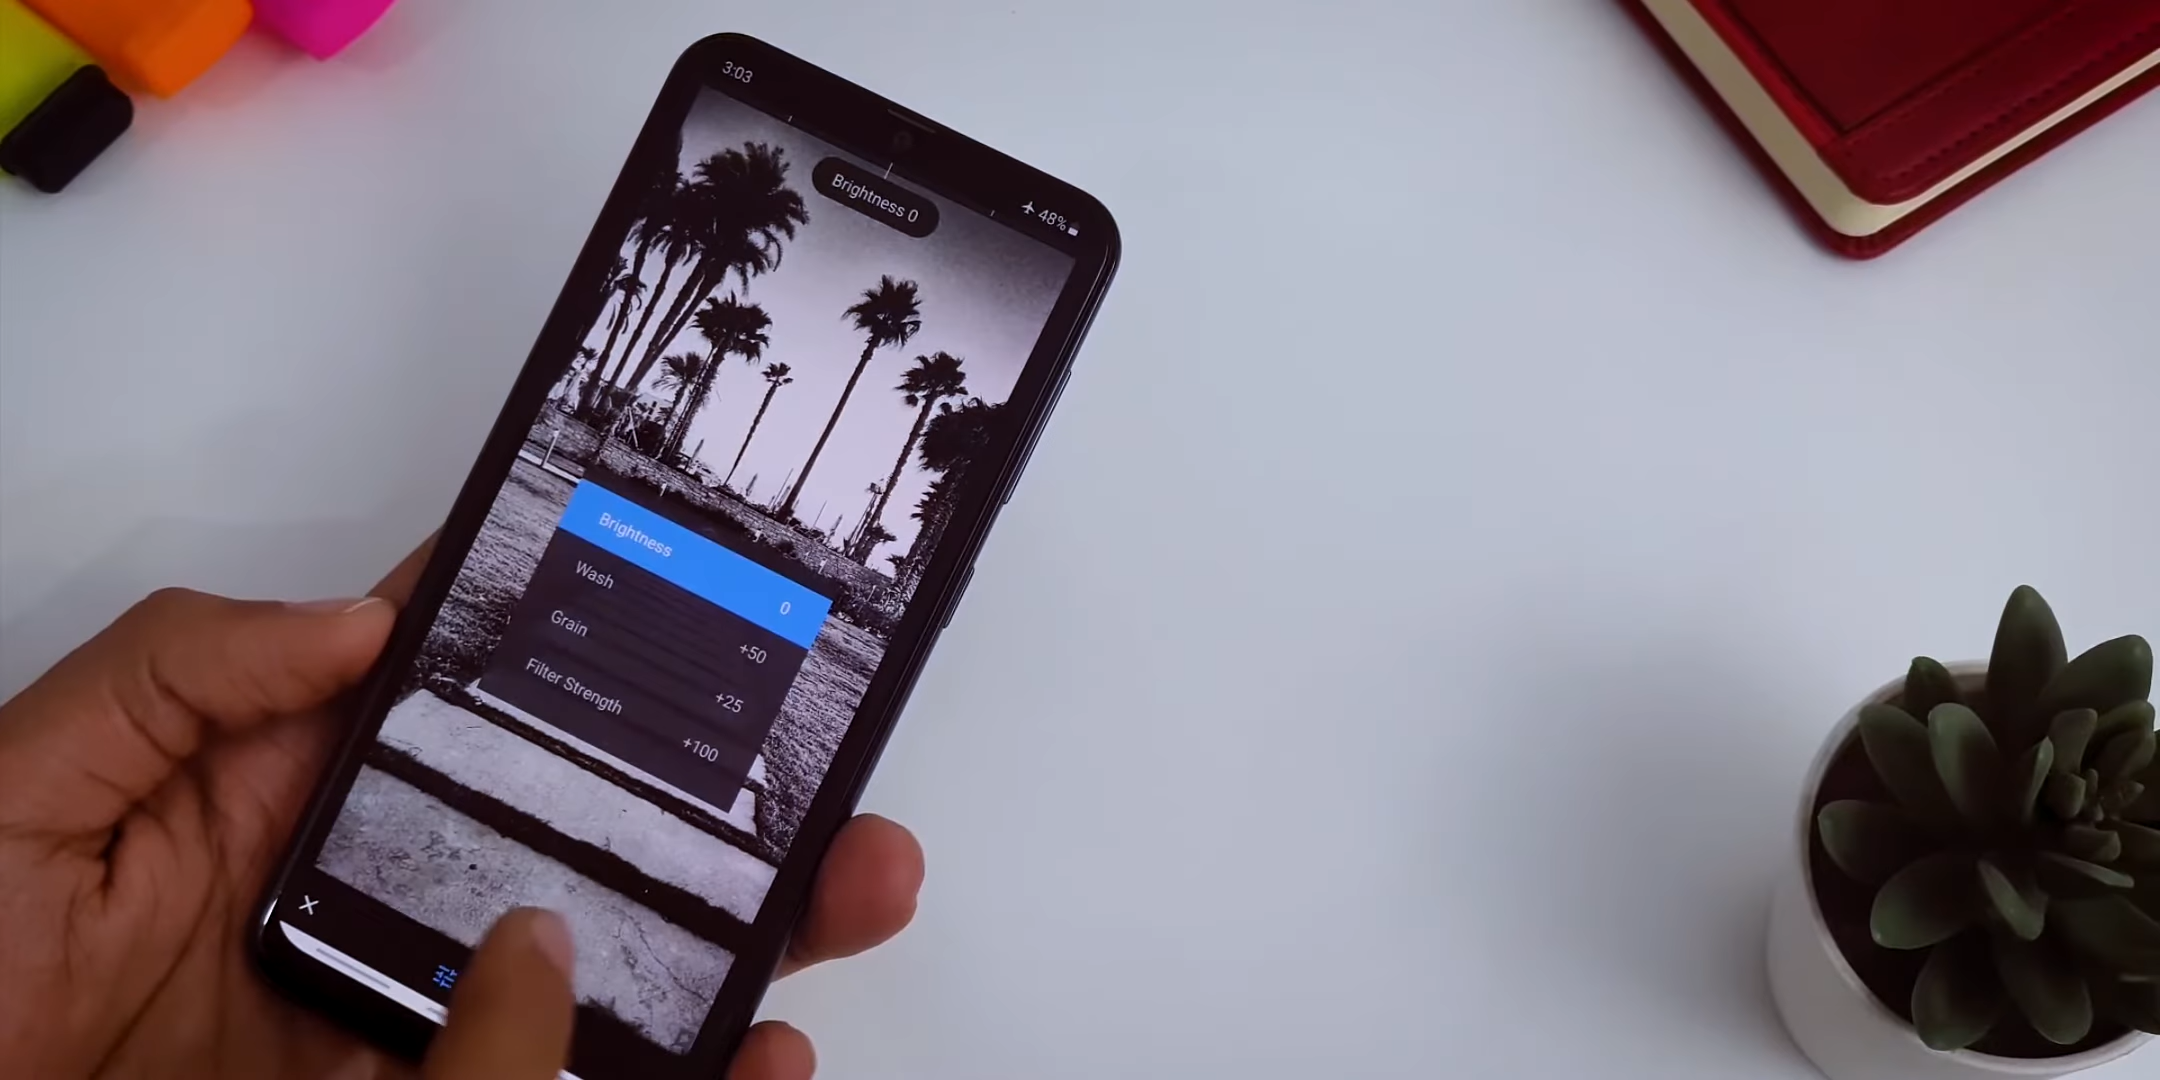 3:03
48%
Brightness 0
Brightness 0
Wash +50
Grain +25
Filter Strength +100